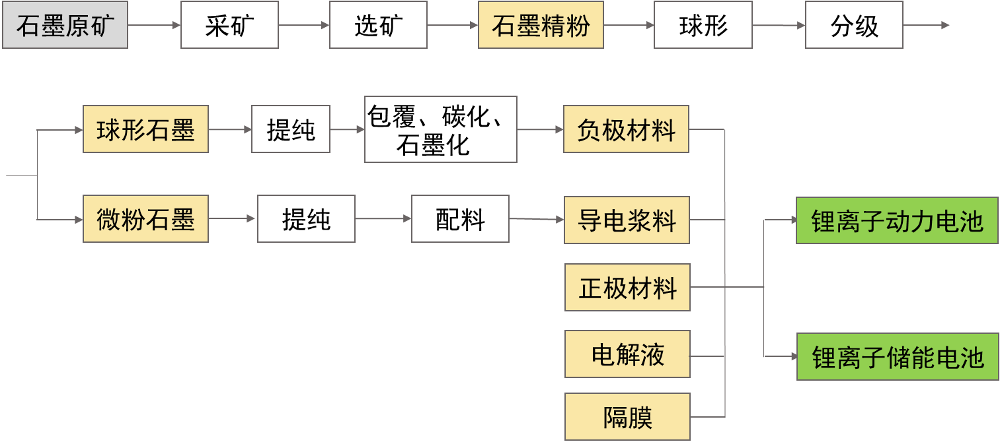 石墨原矿
采矿
选矿
石墨精粉
球形
分级
球形石墨
提纯
包覆、碳化、
石墨化
负极材料
微粉石墨
提纯
配料
导电浆料
锂离子动力电池
正极材料
电解液
锂离子储能电池
隔膜